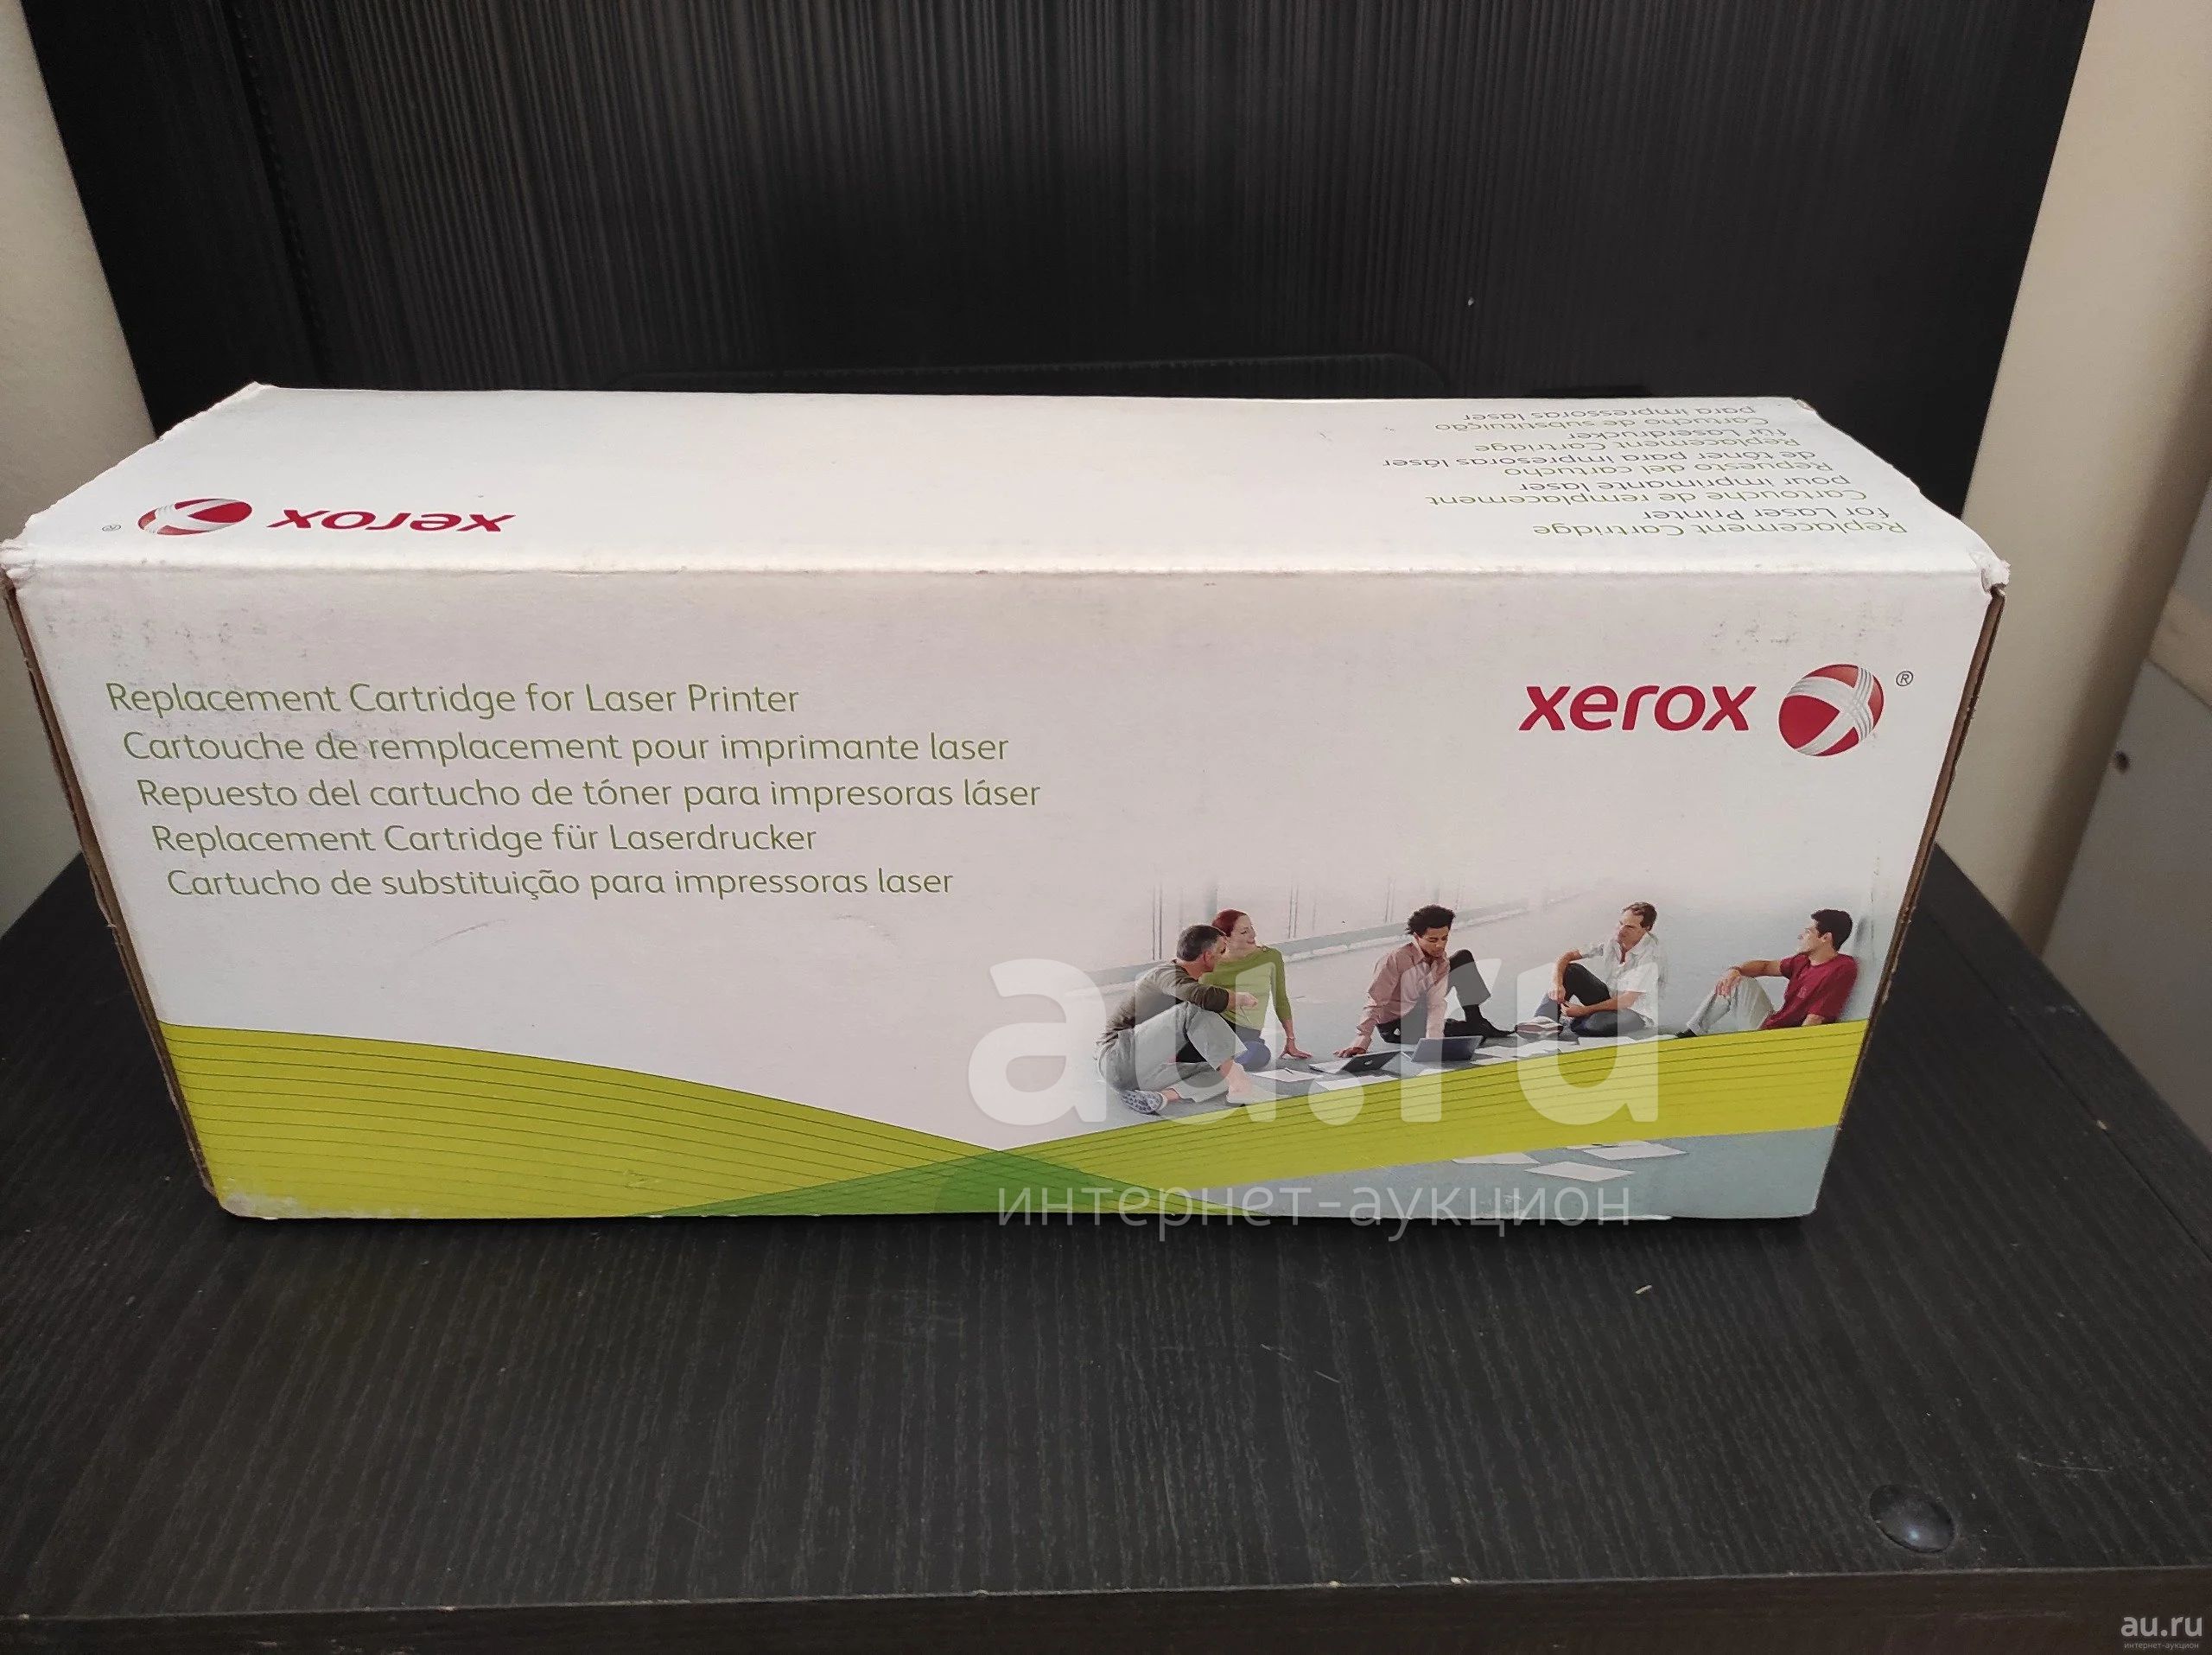 para impressoras laser
Cartucho de substituição
für Laserdrucker
Replacement Cartridge
de tóner para impresoras láser
Repuesto del cartucho
pour imprimante laser
Cartouche de remplacement
for Laser Printer
Replacement Cartridge
xerox
®
Replacement Cartridge for Laser Printer
Cartouche de remplacement pour imprimante laser
Repuesto del cartucho de tóner para impresoras láser
Replacement Cartridge für Laserdrucker
Cartucho de substituição para impressoras laser
xerox ®
au.ru
интернет-аукцион
au.ru
интернет-аукцион